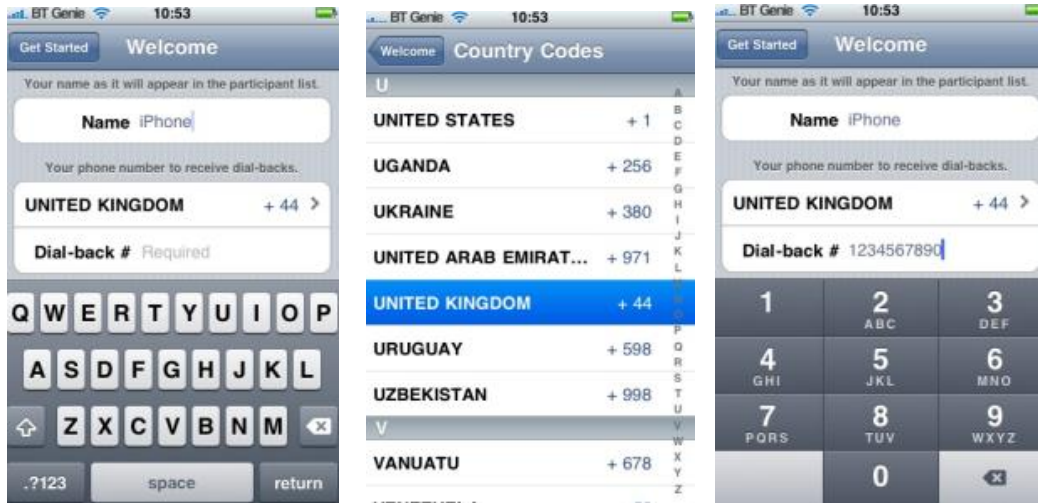 BT Genie 10:53
Get Started Welcome
Your name as it will appear in the participant list.
Name iPhone
Your phone number to receive dial-backs.
UNITED KINGDOM + 44 >
Dial-back # Required
Q W E R T Y U I O P
A S D F G H J K L
Z X C V B N M
.?123 space return
BT Genie 10:53
Welcome Country Codes
U
UNITED STATES + 1
UGANDA + 256
UKRAINE + 380
UNITED ARAB EMIRAT... + 971
UNITED KINGDOM + 44
URUGUAY + 598
UZBEKISTAN + 998
V
VANUATU + 678
A
B
C
D
E
F
G
H
I
J
K
L
O
P
Q
R
S
T
U
V
W
X
Y
Z
BT Genie 10:53
Get Started Welcome
Your name as it will appear in the participant list.
Name iPhone
Your phone number to receive dial-backs.
UNITED KINGDOM + 44 >
Dial-back # 1234567890
1 2 3
ABC DEF
4 5 6
GHI JKL MNO
7 8 9
PQRS TUV WXYZ
0